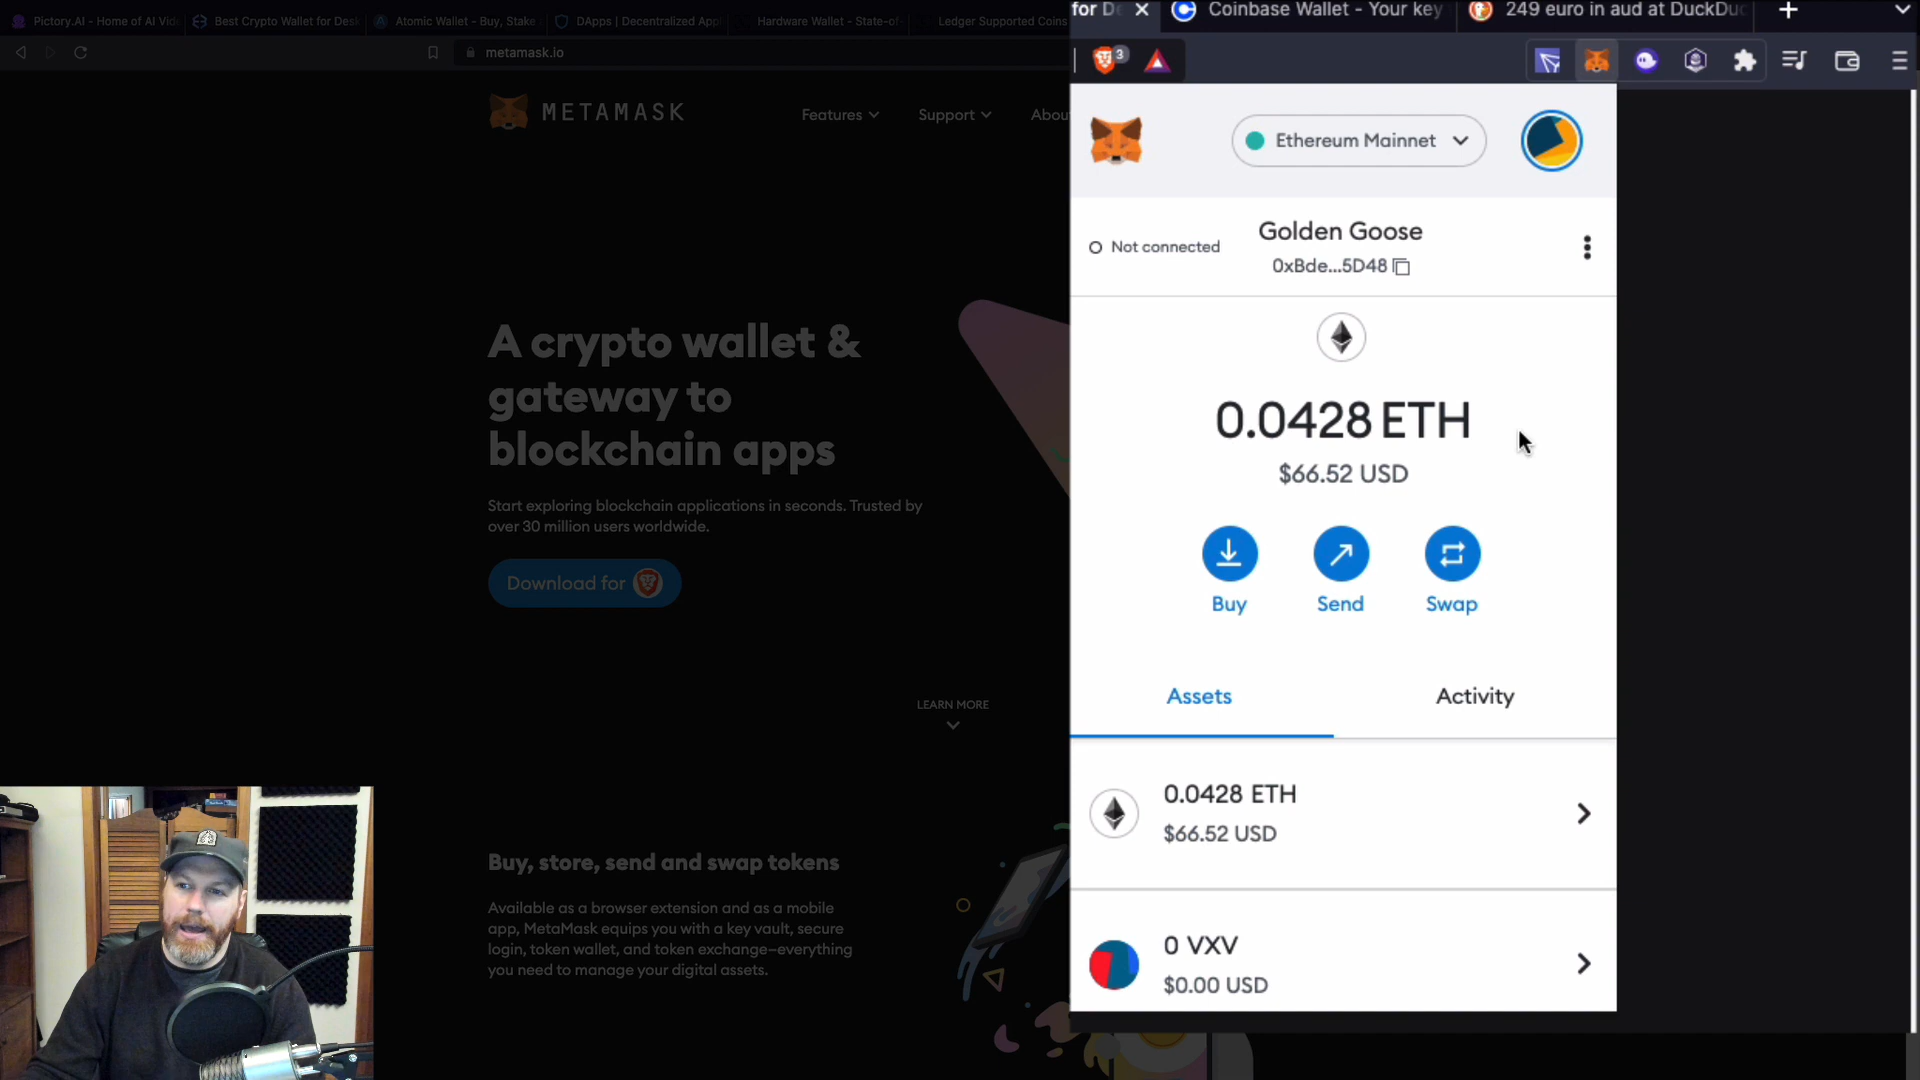 Pictory.AI - Home of AI Vid
Best Crypto Wallet for Desk
Atomic Wallet - Buy, Stake
DApps | Decentralized Appl
Hardware Wallet - State-of
Ledger Supported Coins
for De
Coinbase Wallet - Your key
249 euro in aud at DuckDuc
metamask.io
3
METAMASK
Features
Support
Abou
A crypto wallet &
gateway to
blockchain apps
Start exploring blockchain applications in seconds. Trusted by
over 30 million users worldwide.
Download for
LEARN MORE
Buy, store, send and swap tokens
Available as a browser extension and as a mobile
app, MetaMask equips you with a key vault, secure
login, token wallet, and token exchange—everything
you need to manage your digital assets.
Ethereum Mainnet
Not connected
Golden Goose
0xBde...5D48
0.0428 ETH
$66.52 USD
Buy
Send
Swap
Assets
Activity
0.0428 ETH
$66.52 USD
0 VXV
$0.00 USD